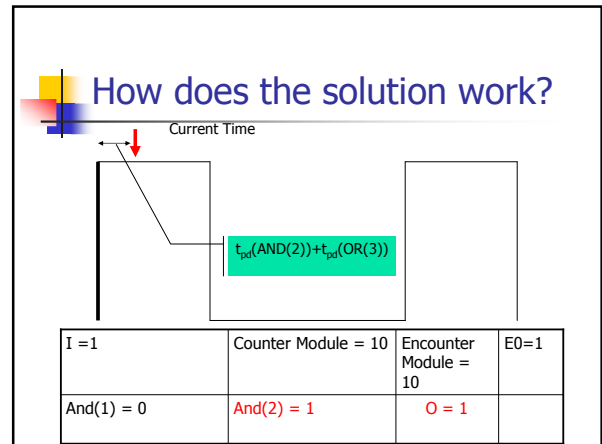 How does the solution work?
Current Time
tpd(AND(2))+tpd(OR(3))
I =1
Counter Module = 10
Encounter
Module =
10
E0=1
And(1) = 0
And(2) = 1
O = 1